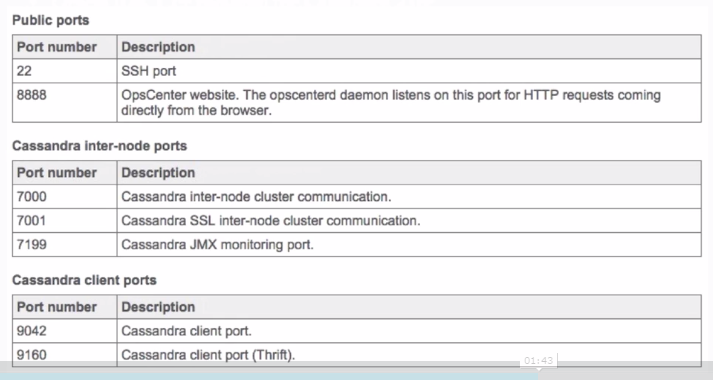 Public ports
Port number Description
22 SSH port
8888 OpsCenter website. The opscenterd daemon listens on this port for HTTP requests coming
directly from the browser.
Cassandra inter-node ports
Port number Description
7000 Cassandra inter-node cluster communication.
7001 Cassandra SSL inter-node cluster communication.
7199 Cassandra JMX monitoring port.
Cassandra client ports
Port number Description
9042 Cassandra client port.
9160 Cassandra client port (Thrift).
01:43